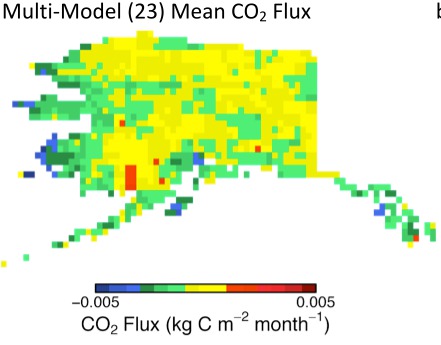 Multi-Model (23) Mean CO₂ Flux
b
−0.005 0.005
CO₂ Flux (kg C m⁻² month⁻¹)